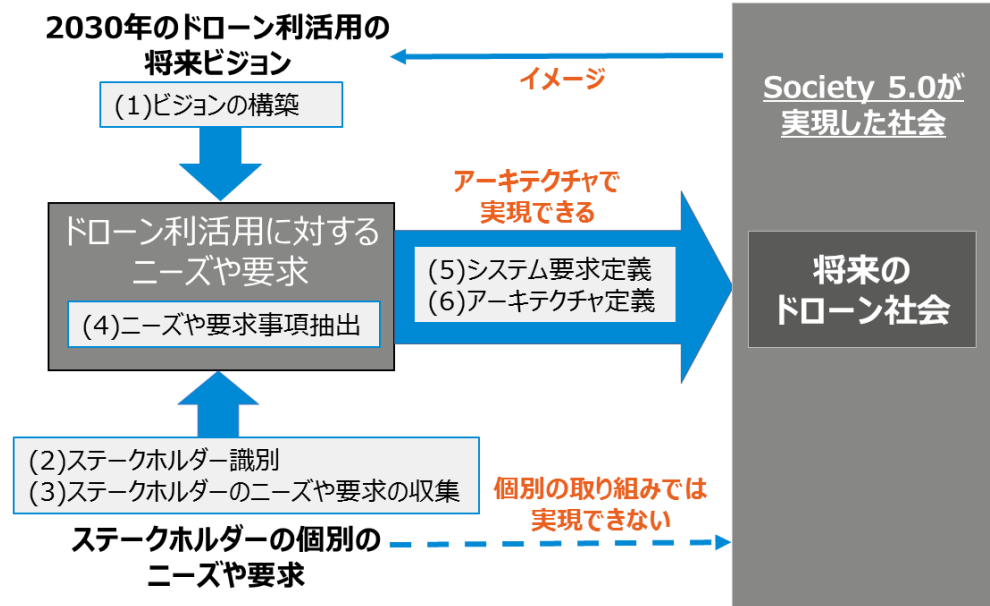 2030年のドローン利活用の
将来ビジョン
(1)ビジョンの構築
イメージ
Society 5.0が
実現した社会
アーキテクチャで
実現できる
ドローン利活用に対する
ニーズや要求
(4)ニーズや要求事項抽出
(5)システム要求定義
(6)アーキテクチャ定義
将来の
ドローン社会
(2)ステークホルダー識別
(3)ステークホルダーのニーズや要求の収集
個別の取り組みでは
実現できない
ステークホルダーの個別の
ニーズや要求